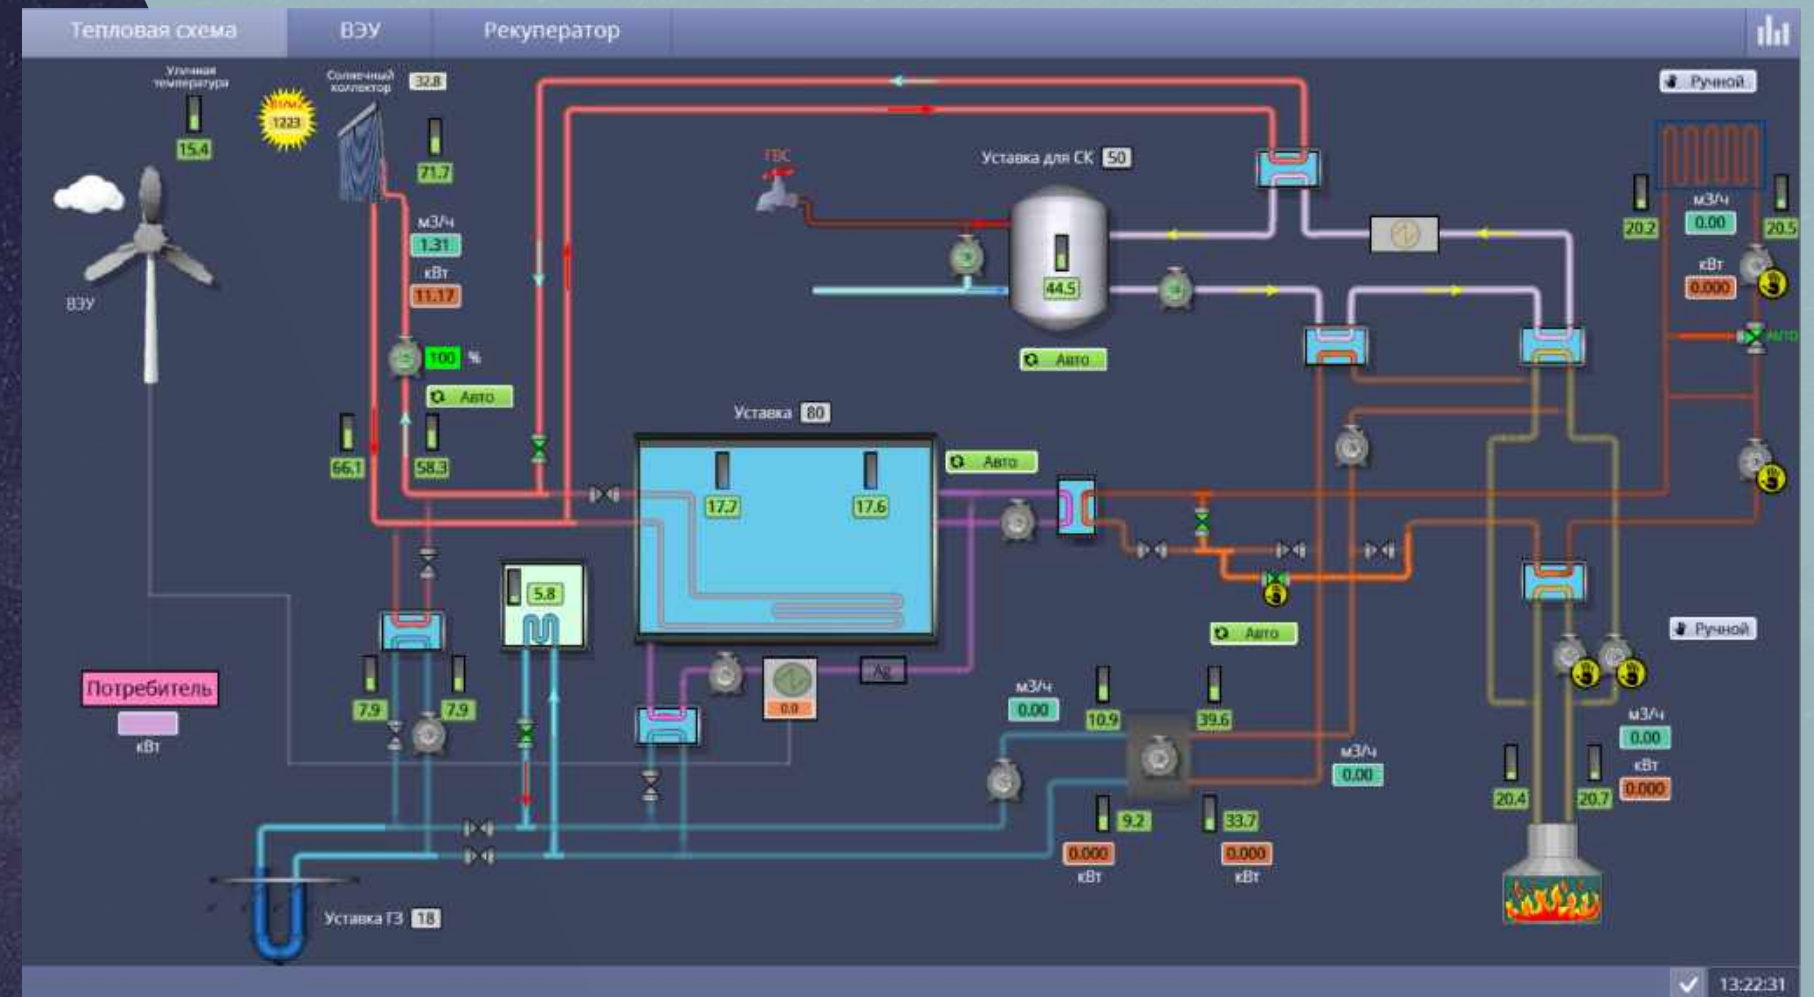 Тепловая схема
ВЭУ
Рекуператор
Уличная
температура
15.4
Вт/м2
1223
Солнечный
коллектор
32.8
71.7
м3/ч
1.31
кВт
11.17
100 %
Авто
66.1
58.3
ВЭУ
ГВС
Уставка для СК 50
44.5
Авто
Ручной
20.2
м3/ч
0.00
20.5
кВт
0.000
АUТО
Уставка 80
17.7
17.6
Авто
5.8
Авто
Ручной
Потребитель
кВт
7.9
7.9
0.0
Ag
м3/ч
0.00
10.9
39.6
м3/ч
0.00
9.2
33.7
0.000
кВт
0.000
кВт
20.4
20.7
м3/ч
0.00
кВт
0.000
Уставка ГЗ 18
13:22:31